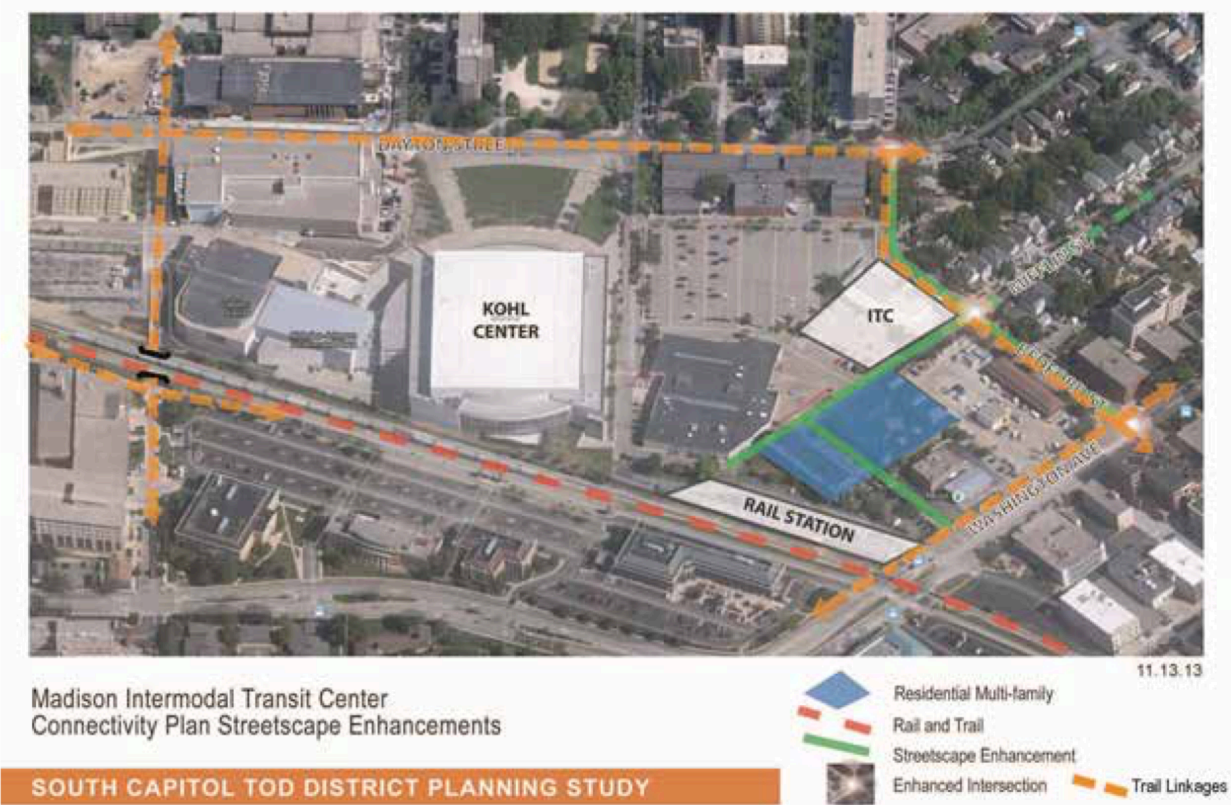 DAYTON STREET
KOHL
CENTER
ITC
BEDFORD ST
RAIL STATION
WASHINGTON AVE
11.13.13
Madison Intermodal Transit Center
Connectivity Plan Streetscape Enhancements
SOUTH CAPITOL TOD DISTRICT PLANNING STUDY
Residential Multi-family
Rail and Trail
Streetscape Enhancement
Enhanced Intersection
Trail Linkages